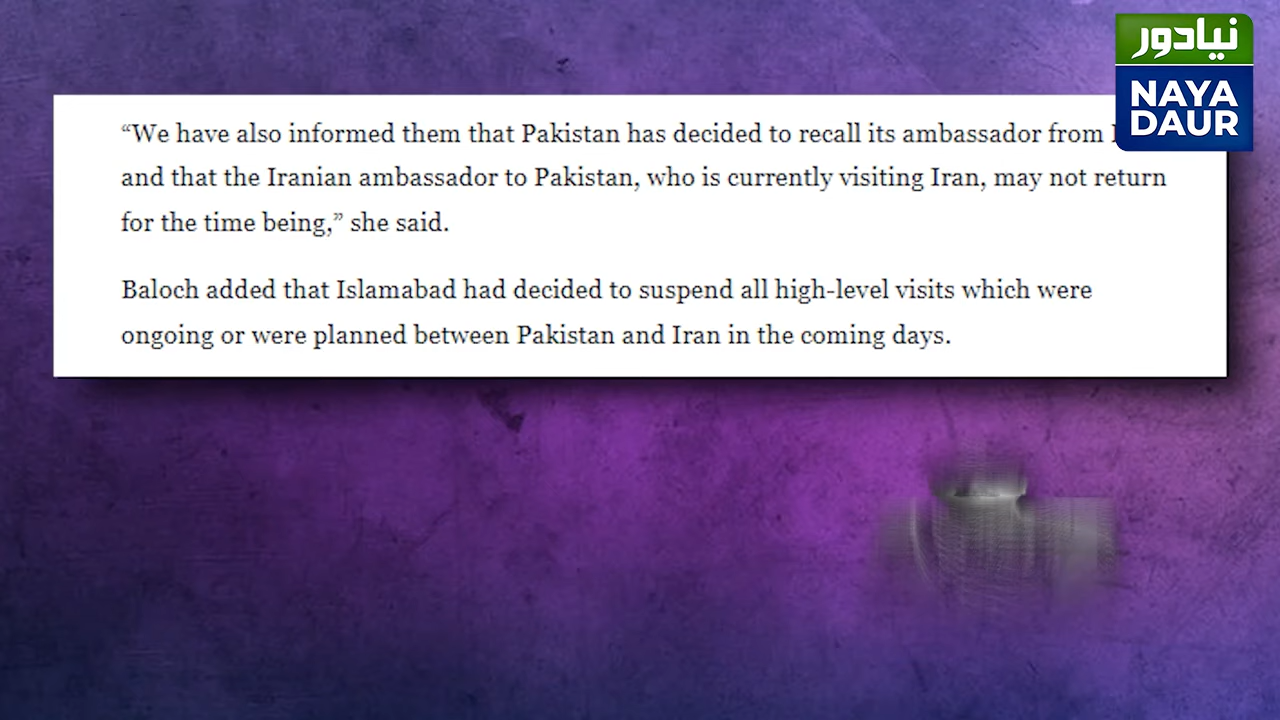 نیادور
NAYA
DAUR
“We have also informed them that Pakistan has decided to recall its ambassador from
and that the Iranian ambassador to Pakistan, who is currently visiting Iran, may not return
for the time being,” she said.
Baloch added that Islamabad had decided to suspend all high-level visits which were
ongoing or were planned between Pakistan and Iran in the coming days.